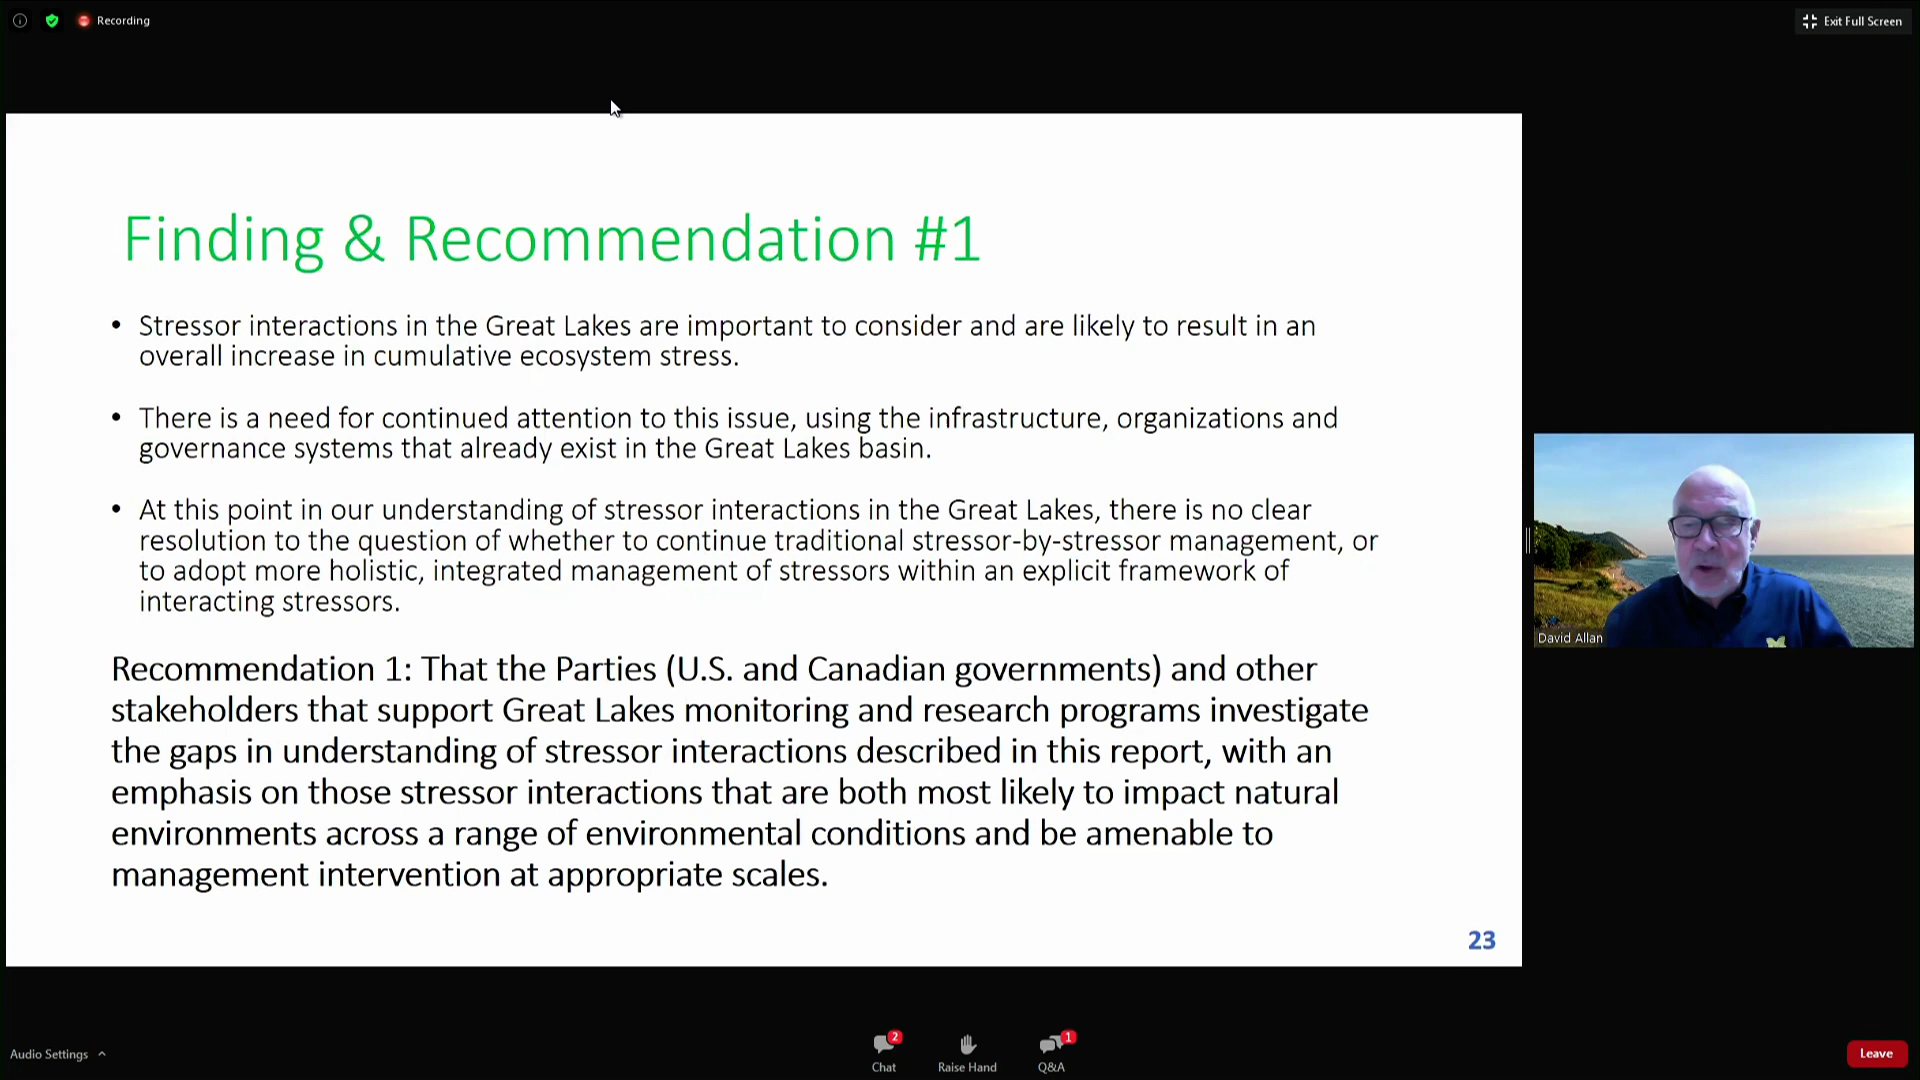 Recording
Exit Full Screen
Finding & Recommendation #1
• Stressor interactions in the Great Lakes are important to consider and are likely to result in an
overall increase in cumulative ecosystem stress.
• There is a need for continued attention to this issue, using the infrastructure, organizations and
governance systems that already exist in the Great Lakes basin.
• At this point in our understanding of stressor interactions in the Great Lakes, there is no clear
resolution to the question of whether to continue traditional stressor-by-stressor management, or
to adopt more holistic, integrated management of stressors within an explicit framework of
interacting stressors.
Recommendation 1: That the Parties (U.S. and Canadian governments) and other
stakeholders that support Great Lakes monitoring and research programs investigate
the gaps in understanding of stressor interactions described in this report, with an
emphasis on those stressor interactions that are both most likely to impact natural
environments across a range of environmental conditions and be amenable to
management intervention at appropriate scales.
23
David Allan
Audio Settings
2
Chat
Raise Hand
1
Q&A
Leave